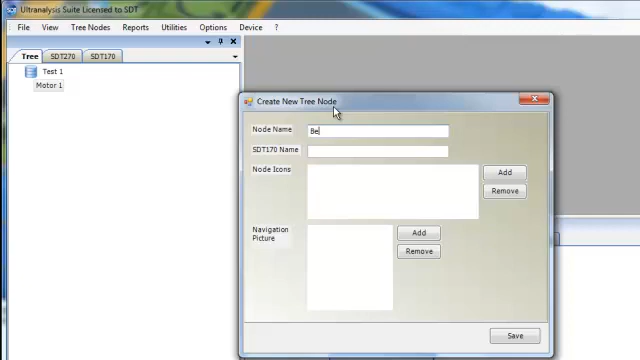 Ultranalysis Suite Licensed to SDT
File View Tree Nodes Reports Utilities Options ?
Tree SDT270 SDT170
Test 1
Motor 1
Create New Tree Node
Node Name Be
SDT170 Name
Node Icons Add
Remove
Navigation Picture Add
Remove
Save